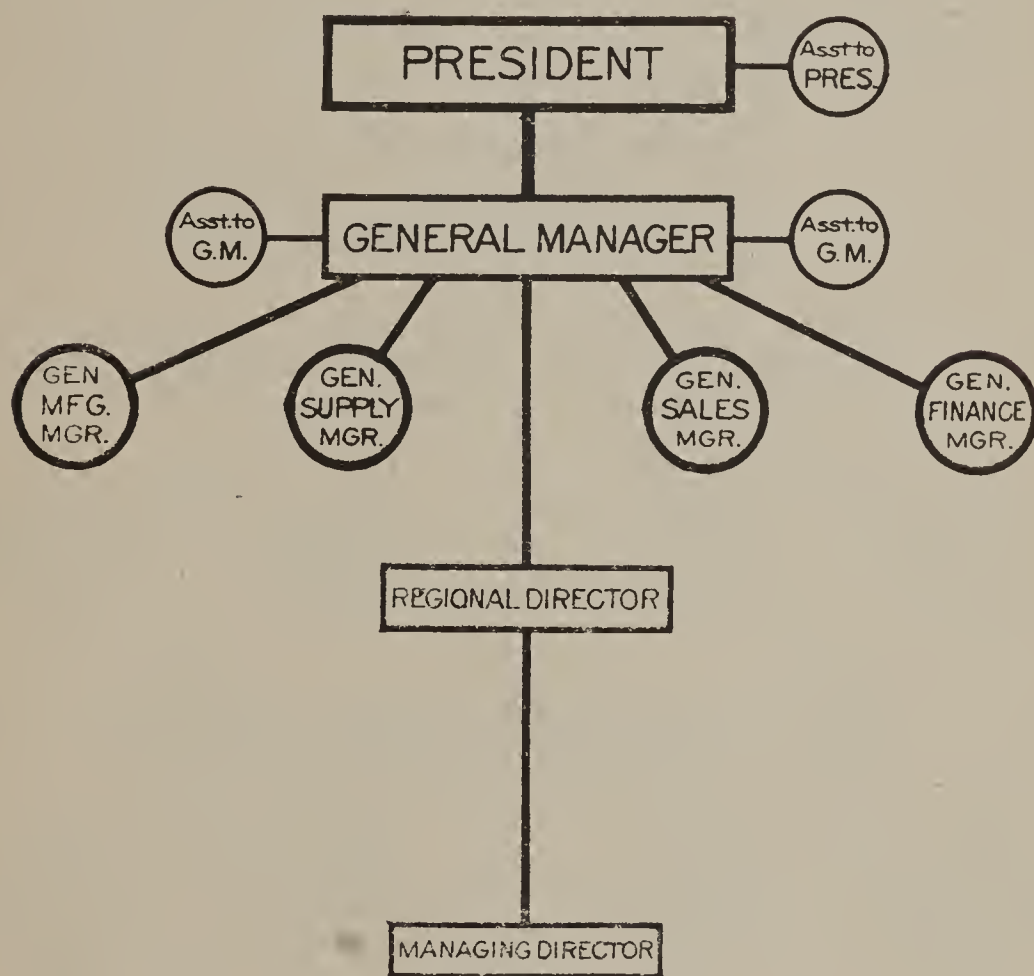 PRESIDENT
Asst to
PRES.
Asst. to
G.M.
GENERAL MANAGER
Asst. to
G.M.
GEN
MFG.
MGR.
GEN.
SUPPLY
MGR.
GEN.
SALES
MGR.
GEN.
FINANCE
MGR.
REGIONAL DIRECTOR
MANAGING DIRECTOR